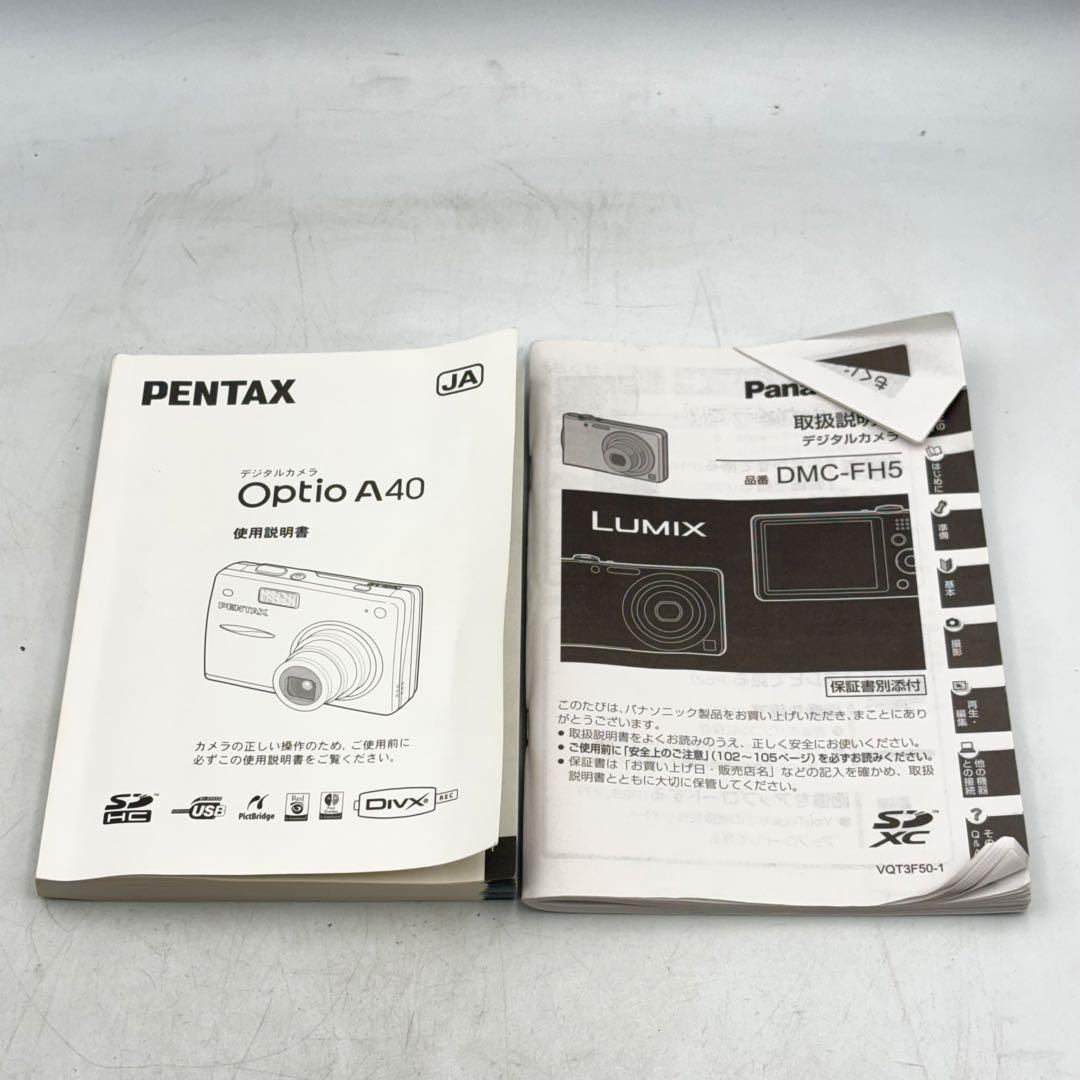 PENTAX
JA
デジタルカメラ
Optio A40
使用説明書
PENTAX
カメラの正しい操作のため、ご使用前に
必ずこの使用説明書をご覧ください。
SD
HC
HI-SPEED
USB
PictBridge
DIVX REC
Pana
取扱説明
デジタルカメラ
品番 DMC-FH5
LUMIX
保証書別添付
このたびは、パナソニック製品をお買い上げいただき、まことにあり
がとうございます。
● 取扱説明書をよくお読みのうえ、正しく安全にお使いください。
● ご使用前に「安全上のご注意」（102～105ページ）を必ずお読みください。
● 保証書は「お買い上げ日・販売店名」などの記入を確かめ、取扱
説明書とともに大切に保管してください。
SD
XC
VQT3F50-1
もくじ
はじめに
準備
基本
撮影
再生・
編集
他の機器
との接続
Q&A